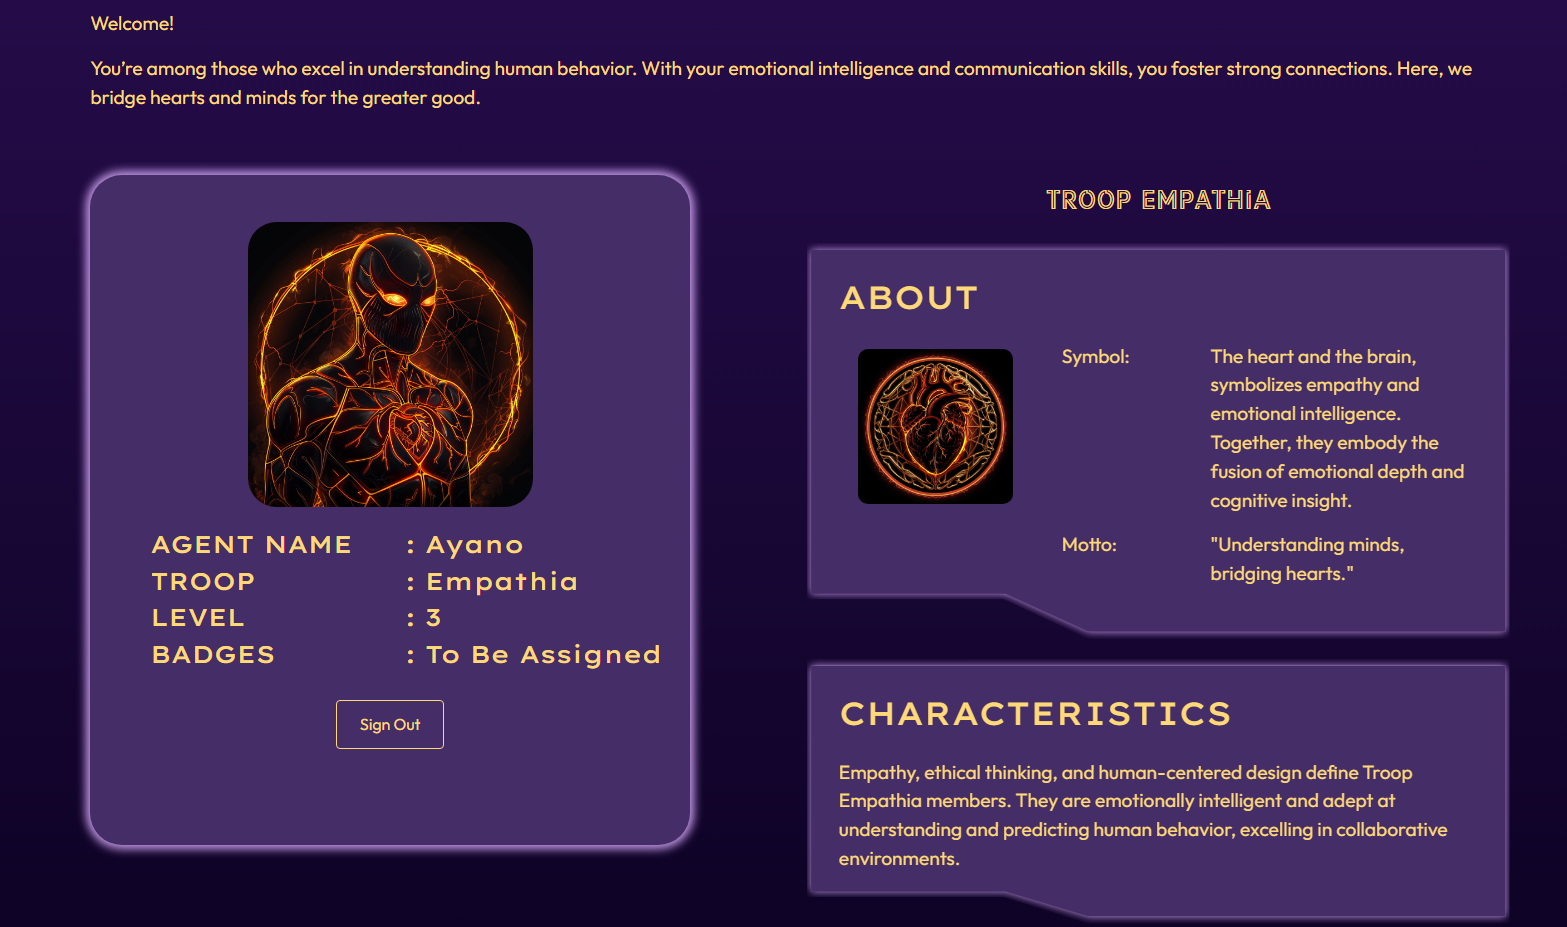 Welcome!
You’re among those who excel in understanding human behavior. With your emotional intelligence and communication skills, you foster strong connections. Here, we
bridge hearts and minds for the greater good.
AGENT NAME : Ayano
TROOP : Empathia
LEVEL : 3
BADGES : To Be Assigned
Sign Out
TROOP EMPATHiA
ABOUT
Symbol: The heart and the brain,
symbolizes empathy and
emotional intelligence.
Together, they embody the
fusion of emotional depth and
cognitive insight.
Motto: "Understanding minds,
bridging hearts."
CHARACTERISTICS
Empathy, ethical thinking, and human-centered design define Troop
Empathia members. They are emotionally intelligent and adept at
understanding and predicting human behavior, excelling in collaborative
environments.